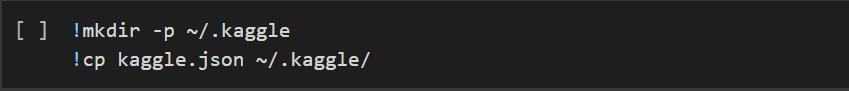 [ ] !mkdir -p ~/.kaggle
!cp kaggle.json ~/.kaggle/